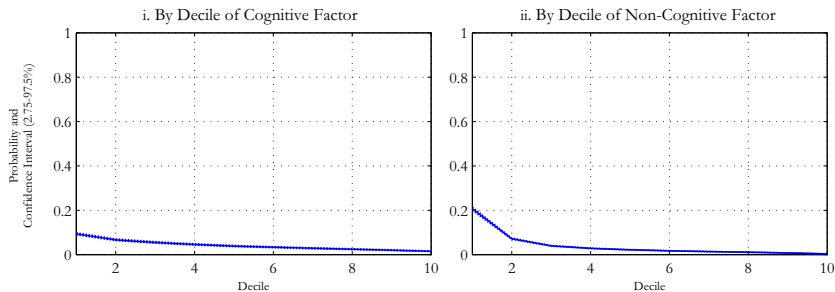 i. By Decile of Cognitive Factor
1
0.8
0.6
0.4
0.2
0
2 4 6 8 10
Decile
Probability and
Confidence Interval (2.75-97.5%)
ii. By Decile of Non-Cognitive Factor
1
0.8
0.6
0.4
0.2
0
2 4 6 8 10
Decile